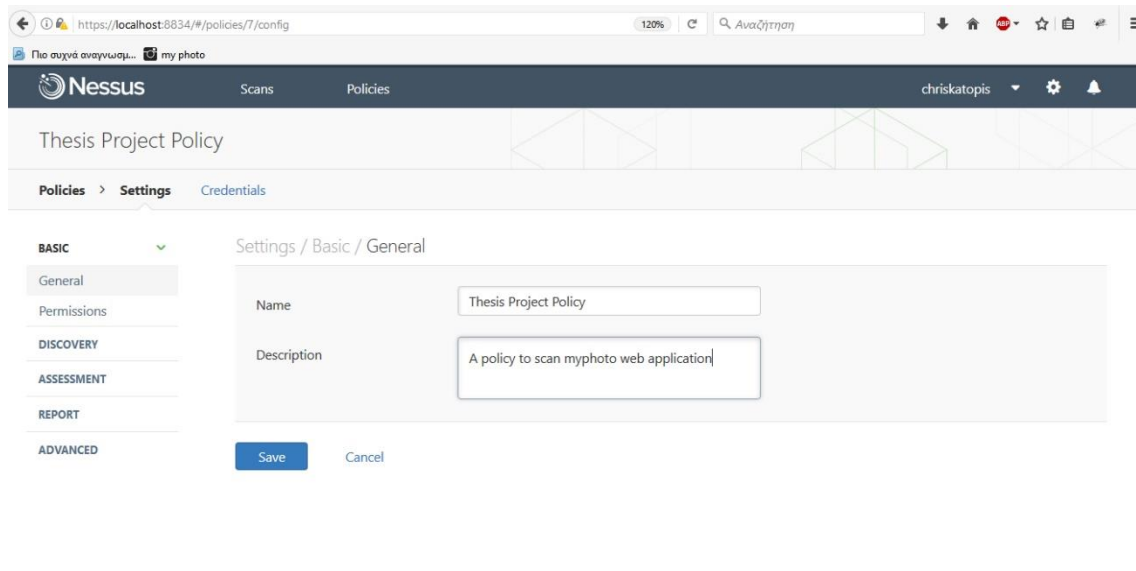 https://localhost:8834/#/policies/7/config 120% Αναζήτηση ABP
Πιο συχνά αναγνωσμ... my photo
Nessus Scans Policies chriskatopis
Thesis Project Policy
Policies > Settings Credentials
BASIC
General
Permissions
DISCOVERY
ASSESSMENT
REPORT
ADVANCED
Settings / Basic / General
Name Thesis Project Policy
Description A policy to scan myphoto web application
Save Cancel